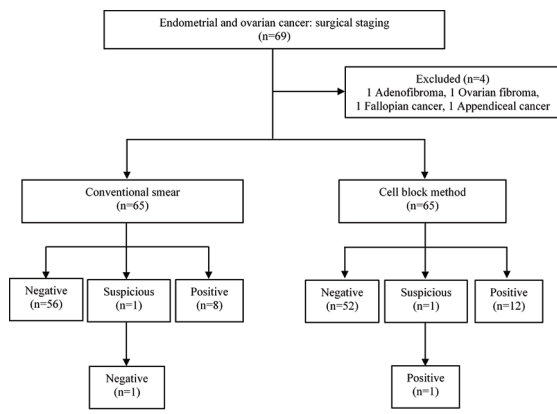 Endometrial and ovarian cancer: surgical staging
(n=69)
Excluded (n=4)
1 Adenofibroma, 1 Ovarian fibroma,
1 Fallopian cancer, 1 Appendiceal cancer
Conventional smear
(n=65)
Cell block method
(n=65)
Negative
(n=56)
Suspicious
(n=1)
Positive
(n=8)
Negative
(n=52)
Suspicious
(n=1)
Positive
(n=12)
Negative
(n=1)
Positive
(n=1)